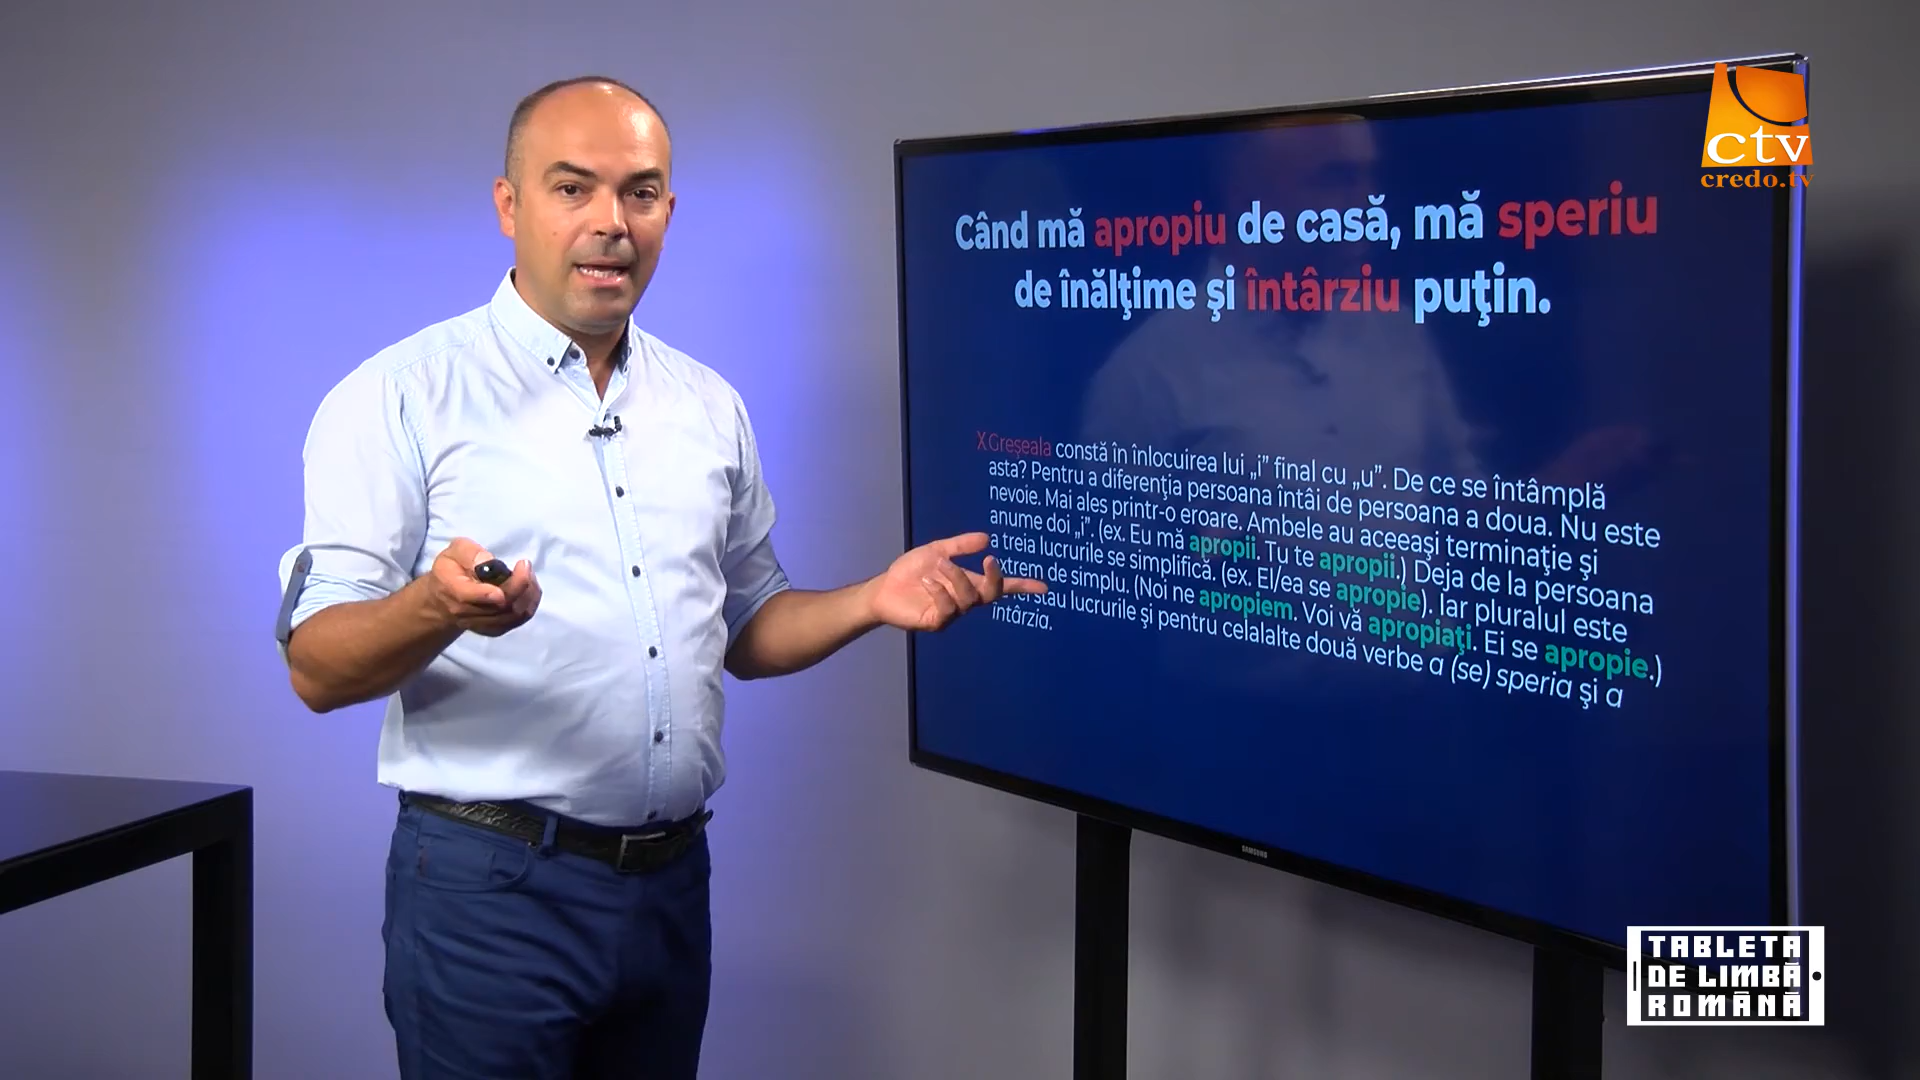 ctv
credo.tv
Când mă apropiu de casă, mă speriu
de înălţime şi întârziu puţin.
X Greşeala constă în înlocuirea lui „i” final cu „u”. De ce se întâmplă
asta? Pentru a diferenţia persoana întâi de persoana a doua. Nu este
nevoie. Mai ales printr-o eroare. Ambele au aceeaşi terminaţie şi
anume doi „i”. (ex. Eu mă apropii. Tu te apropii.) Deja de la persoana
a treia lucrurile se simplifică. (ex. El/ea se apropie). Iar pluralul este
extrem de simplu. (Noi ne apropiem. Voi vă apropiaţi. Ei se apropie.)
stau lucrurile şi pentru celalalte două verbe a (se) speria şi a
întârzia.
SAMSUNG
TABLETA
DE LIMBĂ
ROMÂNĂ